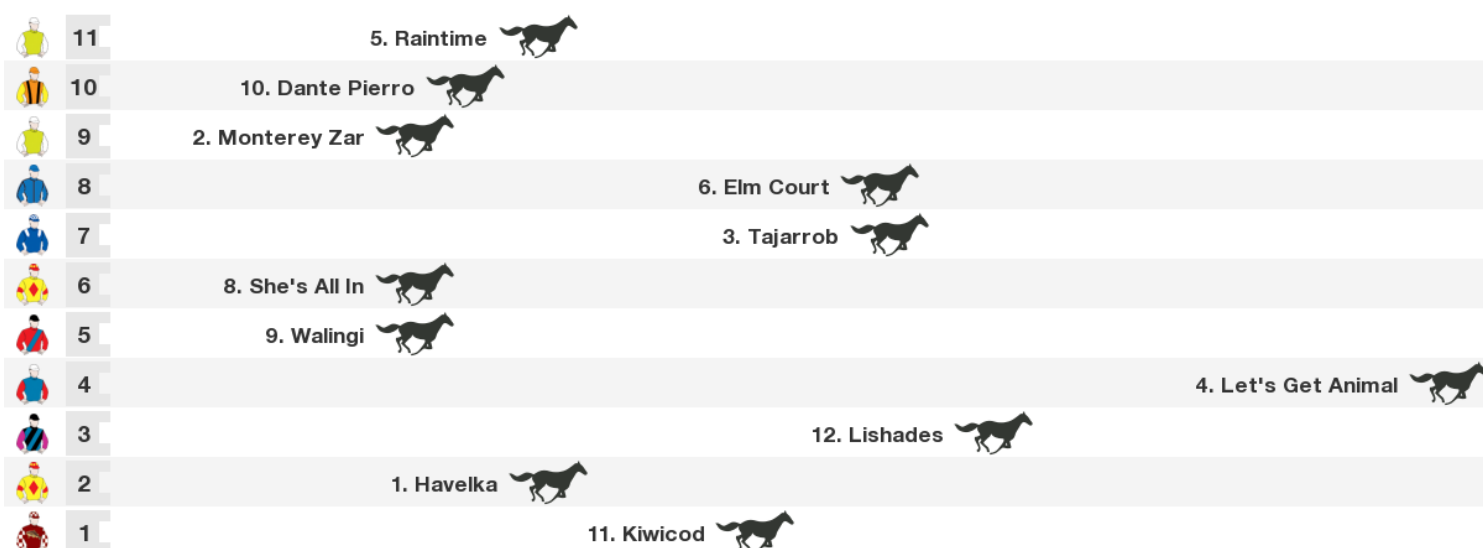 11 5. Raintime
10 10. Dante Pierro
9 2. Monterey Zar
8 6. Elm Court
7 3. Tajarrob
6 8. She's All In
5 9. Walingi
4 4. Let's Get Animal
3 12. Lishades
2 1. Havelka
1 11. Kiwicod